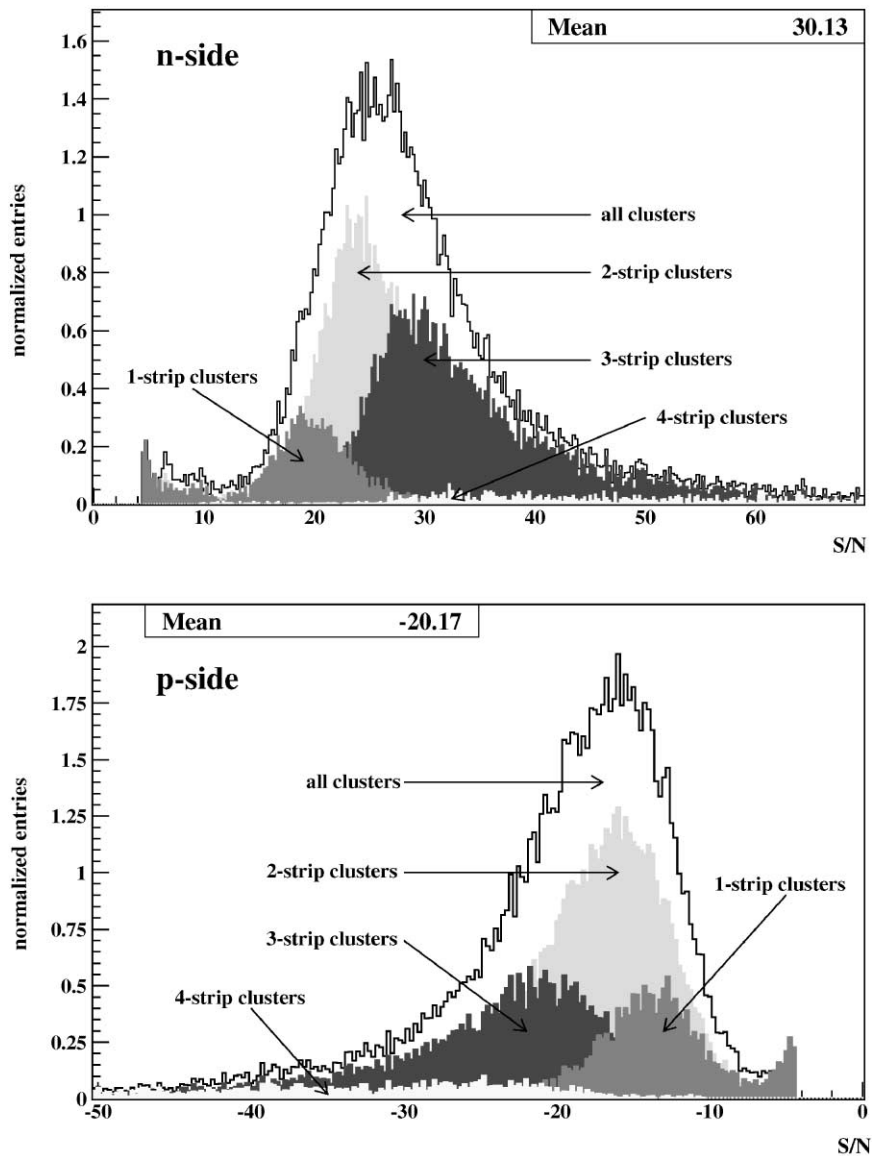 Mean 30.13
n-side
1.6
1.4
1.2
1
0.8
0.6
0.4
0.2
0
normalized entries
all clusters
2-strip clusters
3-strip clusters
1-strip clusters
4-strip clusters
0 10 20 30 40 50 60
S/N
Mean -20.17
p-side
2
1.75
1.5
1.25
1
0.75
0.5
0.25
0
normalized entries
all clusters
2-strip clusters
1-strip clusters
3-strip clusters
4-strip clusters
-50 -40 -30 -20 -10 0
S/N